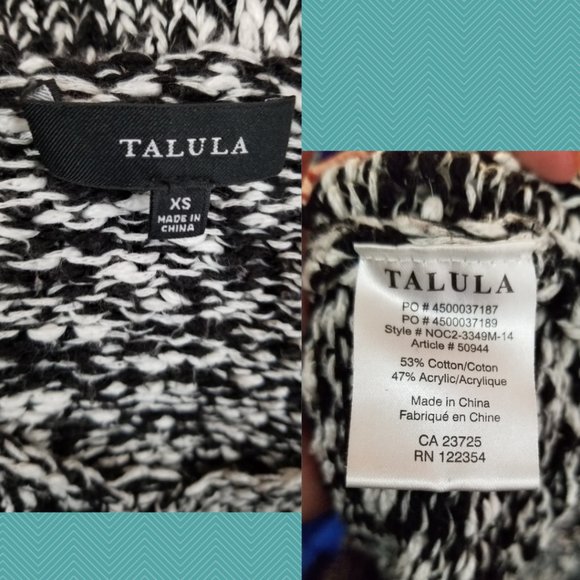 TALULA
XS
MADE IN
CHINA
TALULA
PO # 4500037187
PO # 4500037189
Style # NOC2-3349M-14
Article # 50944
53% Cotton/Coton
47% Acrylic/Acrylique
Made in China
Fabriqué en Chine
CA 23725
RN 122354